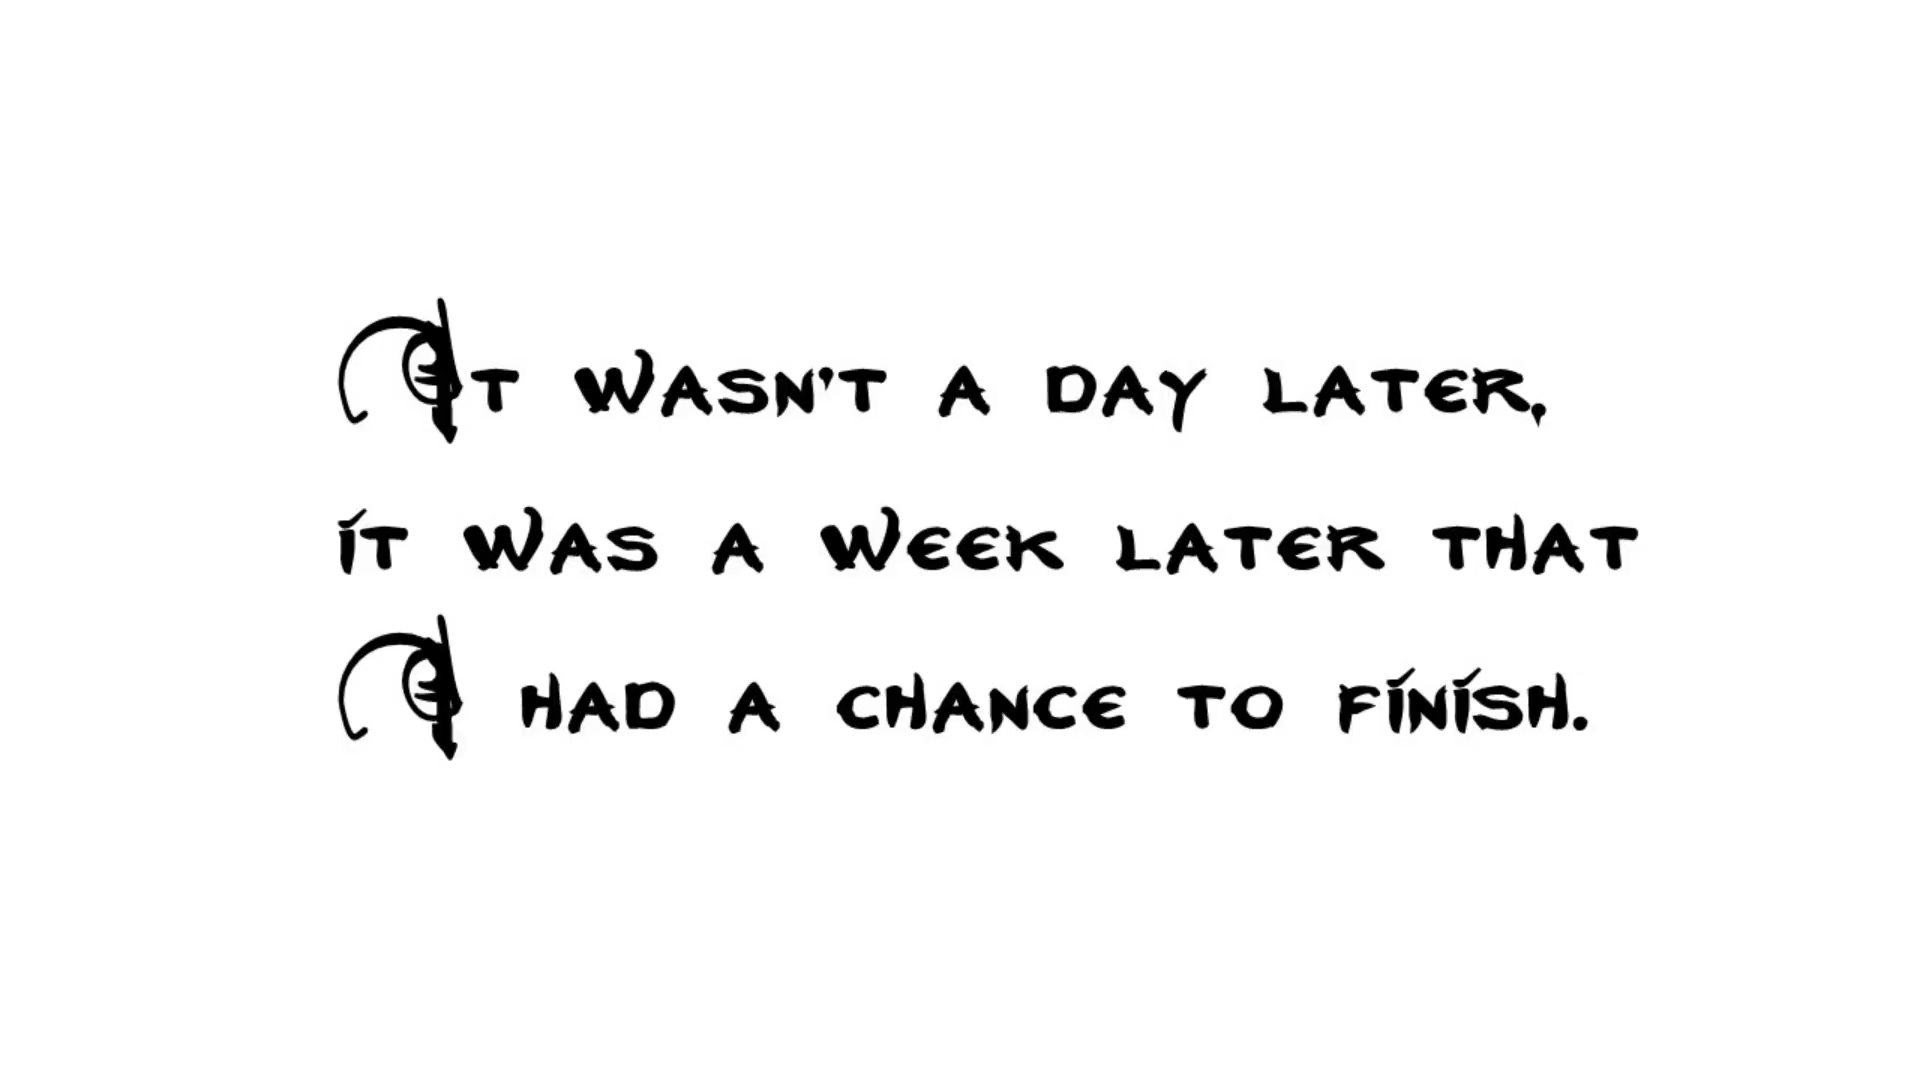 It wasn't a day later,
it was a week later that
I had a chance to finish.